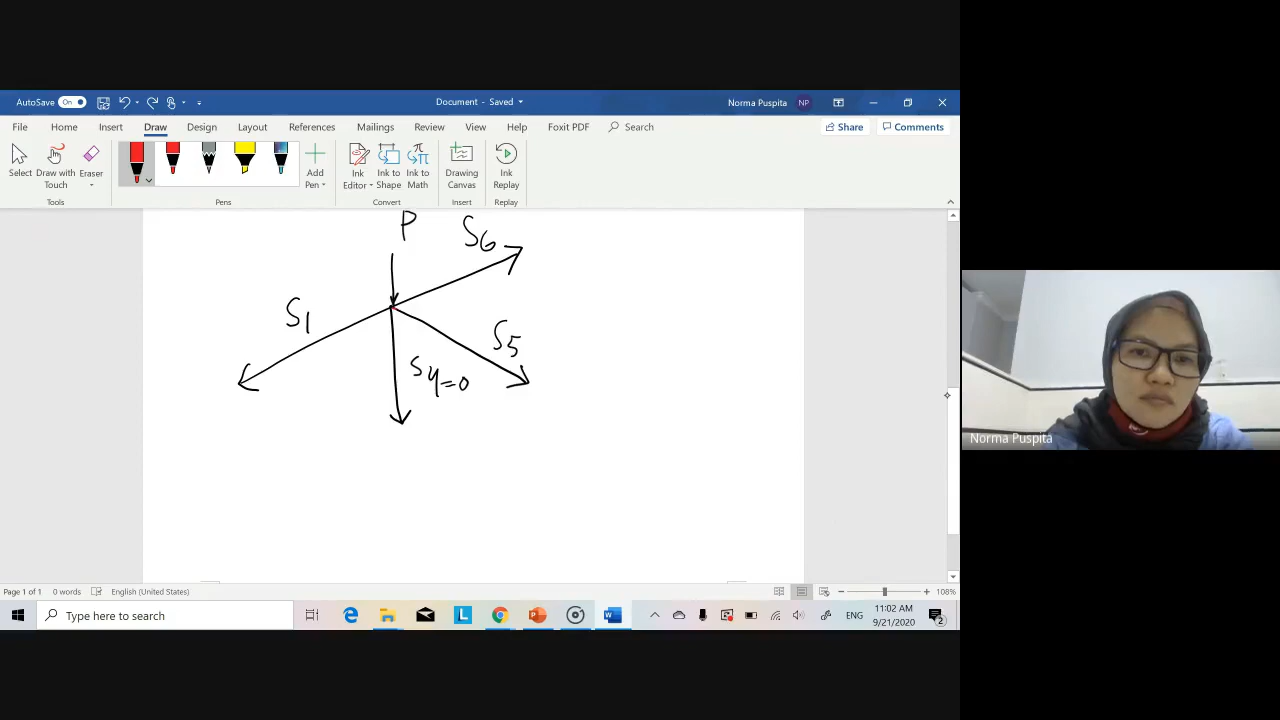 AutoSave On Document - Saved Norma Puspita NP
File Home Insert Draw Design Layout References Mailings Review View Help Foxit PDF Search Share Comments
Select Draw with Touch Eraser Add Pen Ink Editor Ink to Shape Ink to Math Drawing Canvas Ink Replay
Tools Pens Convert Insert Replay
P
S6
S1
S5
S4=0
Norma Puspita
Page 1 of 1 0 words English (United States) 108%
Type here to search ENG 11:02 AM 9/21/2020 2